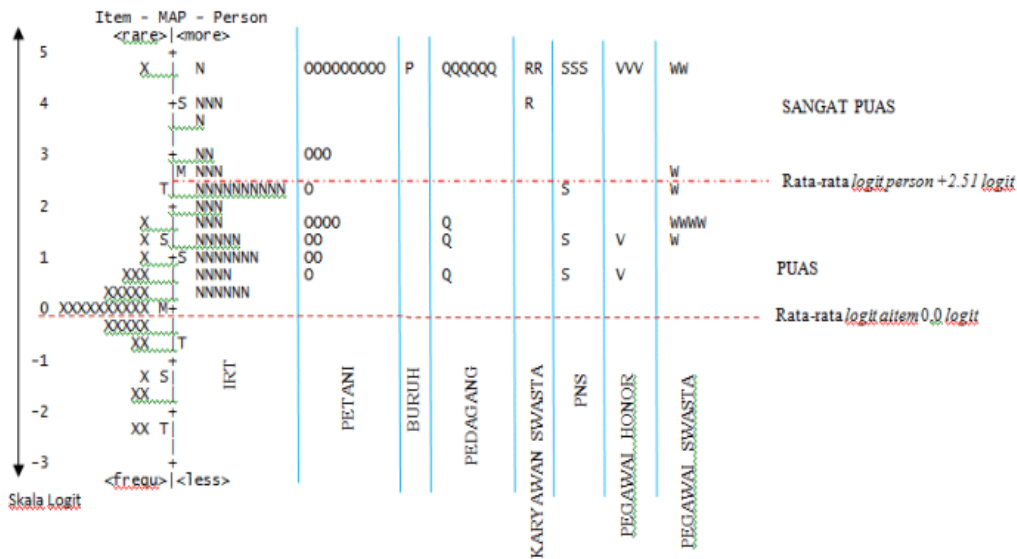 Item - MAP - Person
<rare>|<more>
5 +
X | N OOOOOOOOO P QQQQQQ RR SSS VVV WW
4 +S NNN R SANGAT PUAS
| N
3 + NN OOO
M NNN W
Rata-rata logit person +2.51 logit
T| NNNNNNNNNN O S W
2 + NNN
X | NNN OOOO Q WWWW
X S| NNNNN OO Q S V W
1 X +S NNNNNNN OO
XXX | NNNN O Q S V PUAS
XXXXX | NNNNNN
0 XXXXXXXXXX M+
Rata-rata logit aitem 0,0 logit
XXXXX |
XX | T
-1 +
X S|
XX |
-2 +
XX T|
-3 +
<frequ>|<less>
Skala Logit
IRT
PETANI
BURUH
PEDAGANG
KARYAWAN SWASTA
PNS
PEGAWAI HONOR
PEGAWAI SWASTA